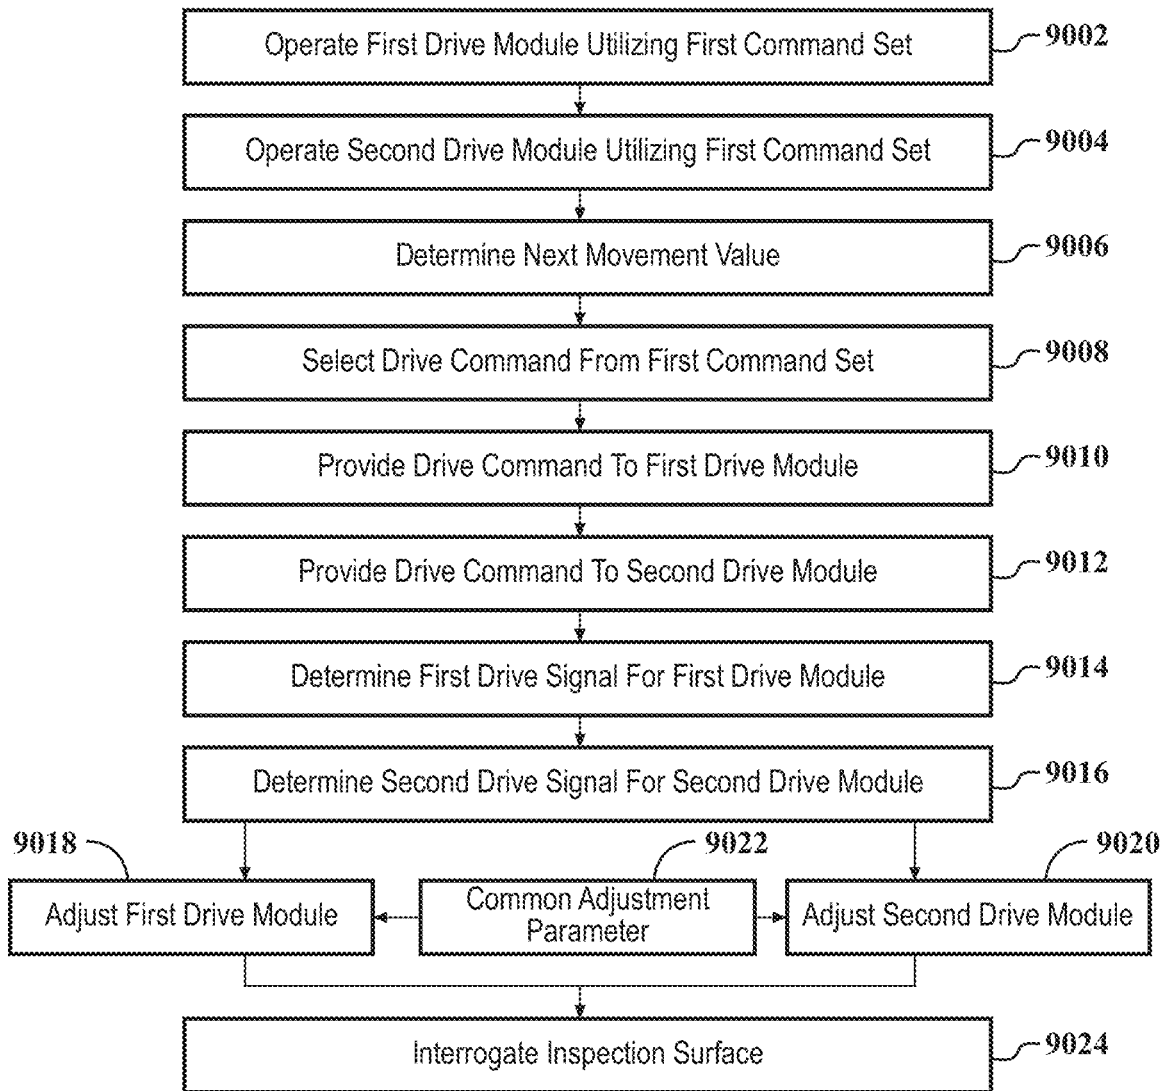 Operate First Drive Module Utilizing First Command Set
9002
Operate Second Drive Module Utilizing First Command Set
9004
Determine Next Movement Value
9006
Select Drive Command From First Command Set
9008
Provide Drive Command To First Drive Module
9010
Provide Drive Command To Second Drive Module
9012
Determine First Drive Signal For First Drive Module
9014
Determine Second Drive Signal For Second Drive Module
9016
9018
9022
9020
Adjust First Drive Module
Common Adjustment
Parameter
Adjust Second Drive Module
Interrogate Inspection Surface
9024